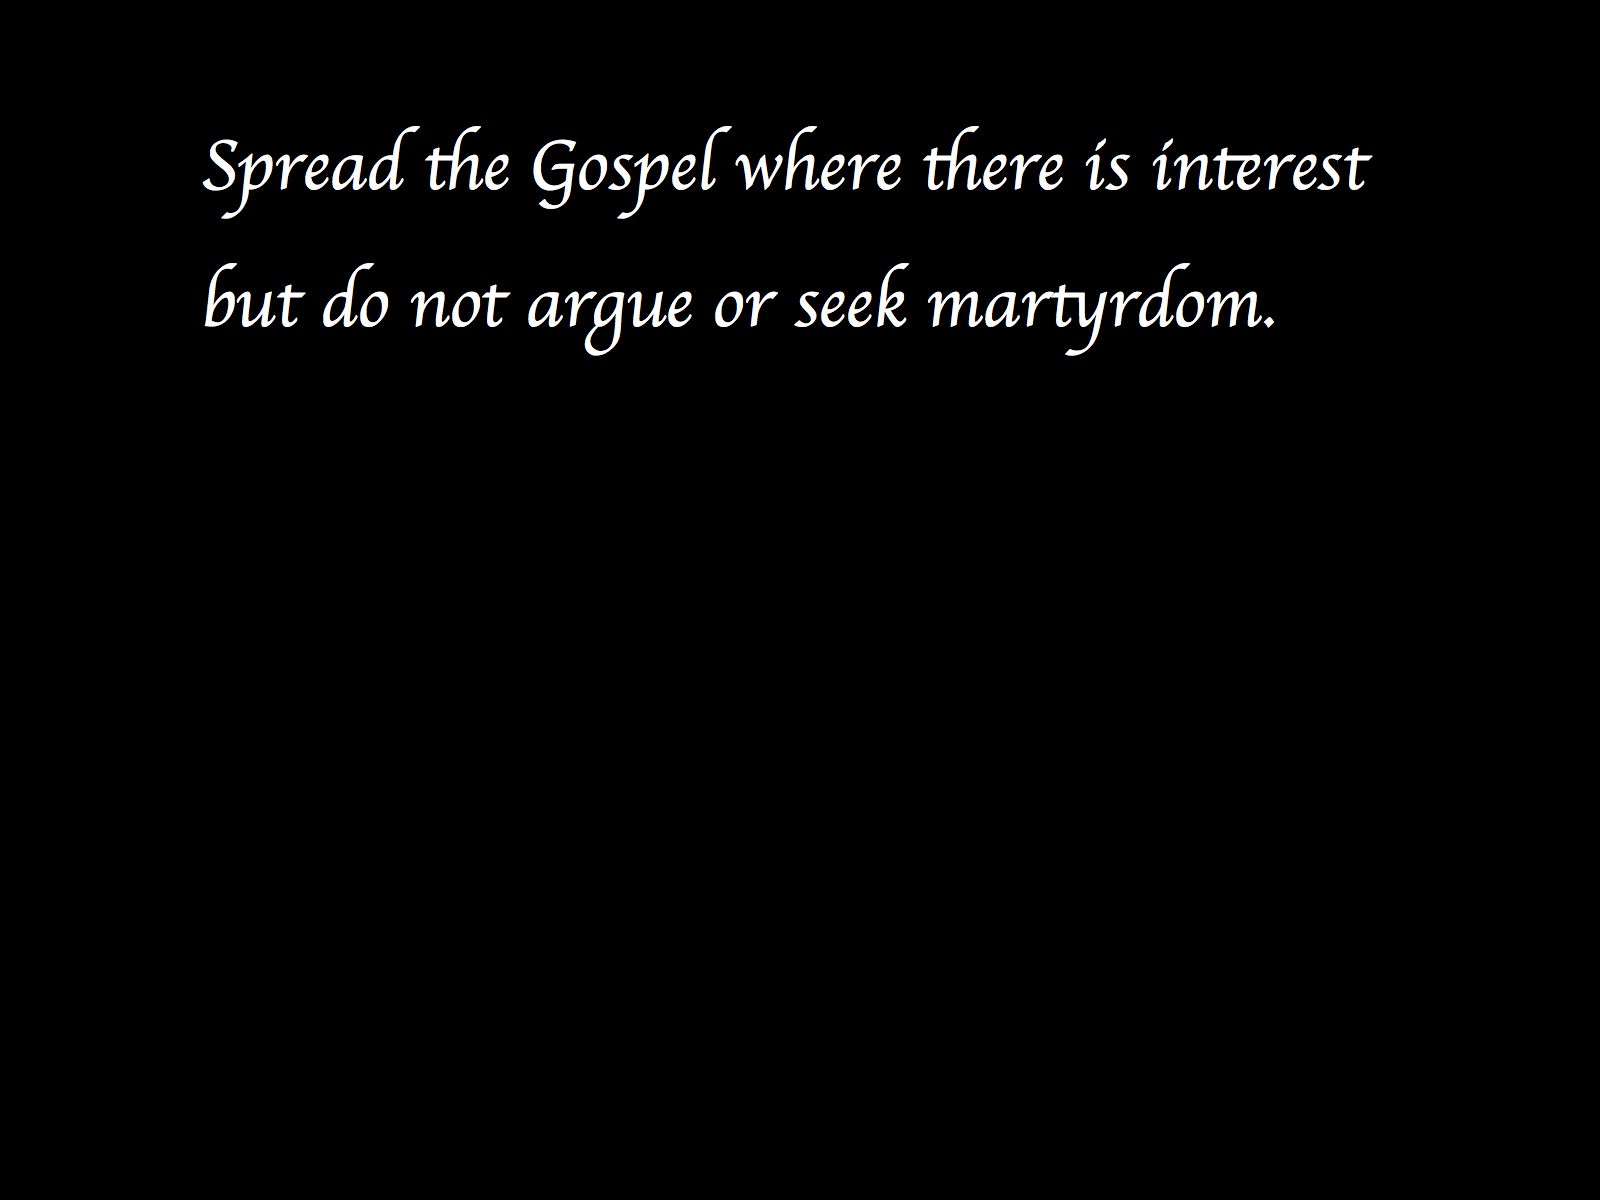 Spread the Gospel where there is interest
but do not argue or seek martyrdom.